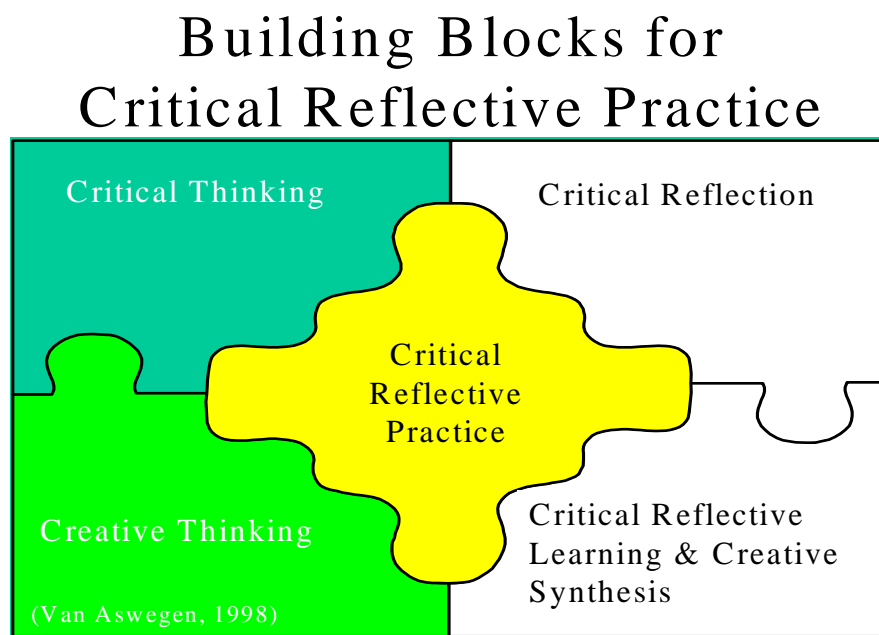 Building Blocks for
Critical Reflective Practice
Critical Thinking
Critical Reflection
Critical
Reflective
Practice
Creative Thinking
Critical Reflective
Learning & Creative
Synthesis
(Van Aswegen, 1998)